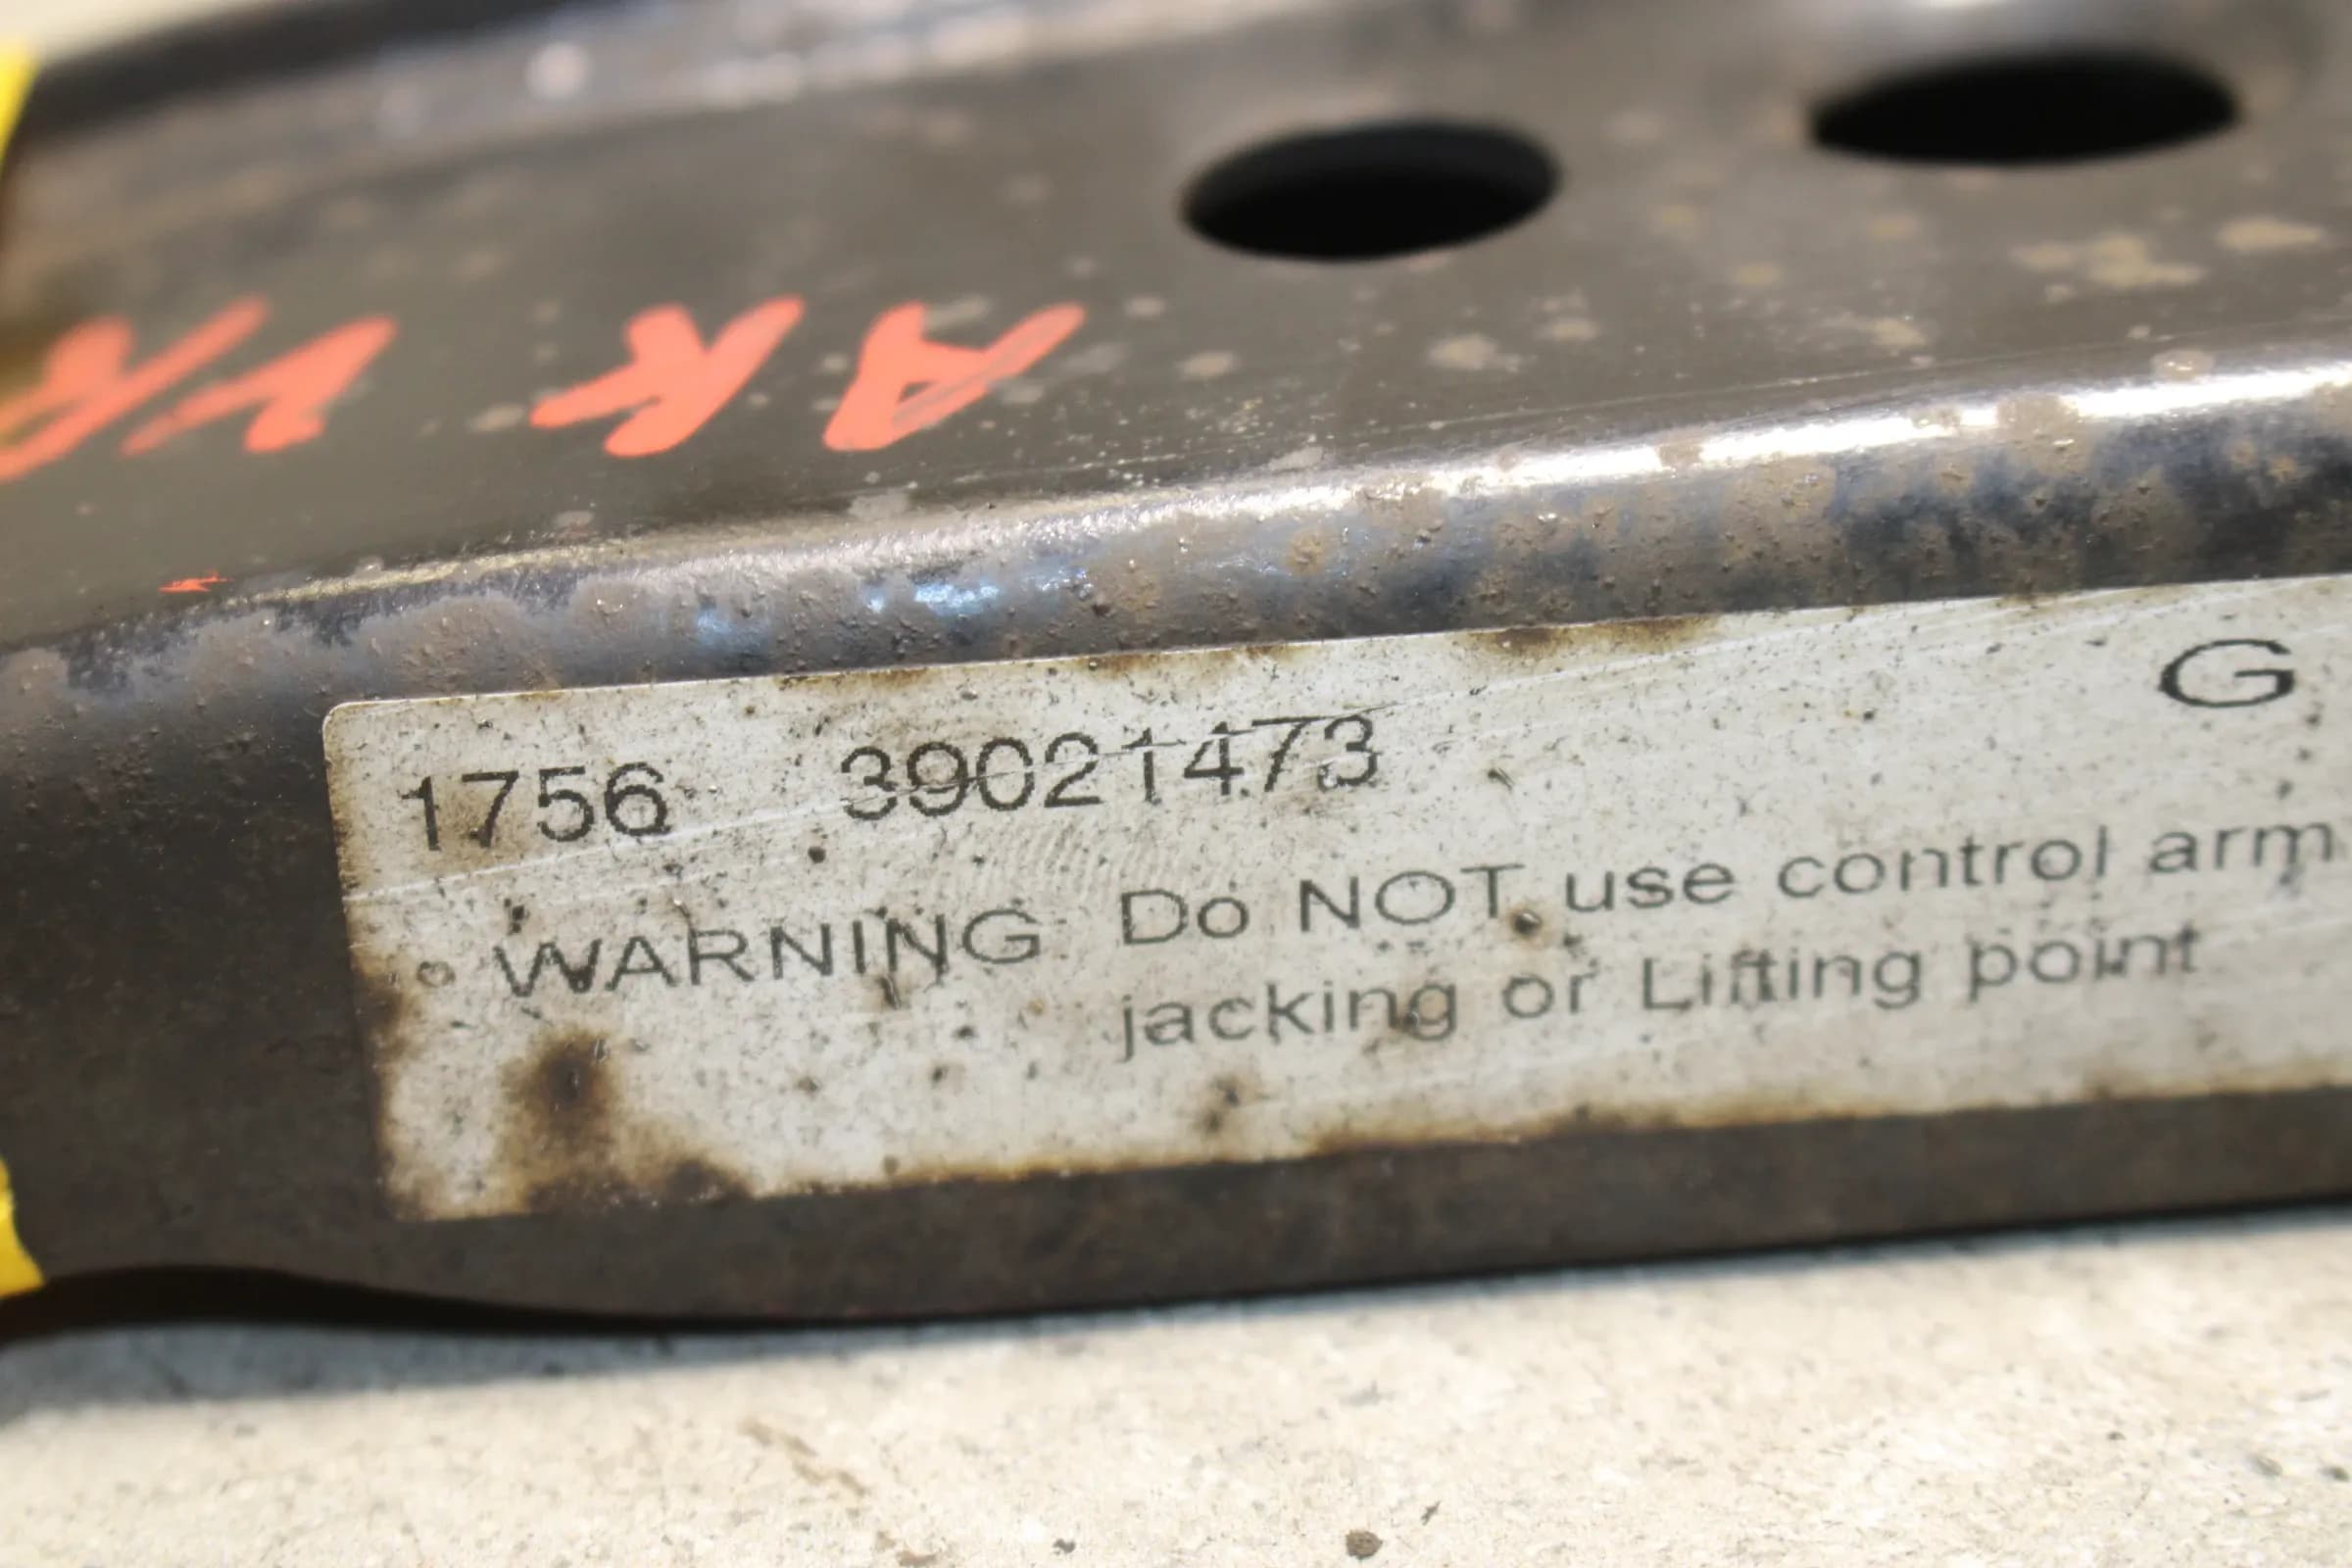 1756 39021473 G
WARNING Do NOT use control arm
jacking or Lifting point